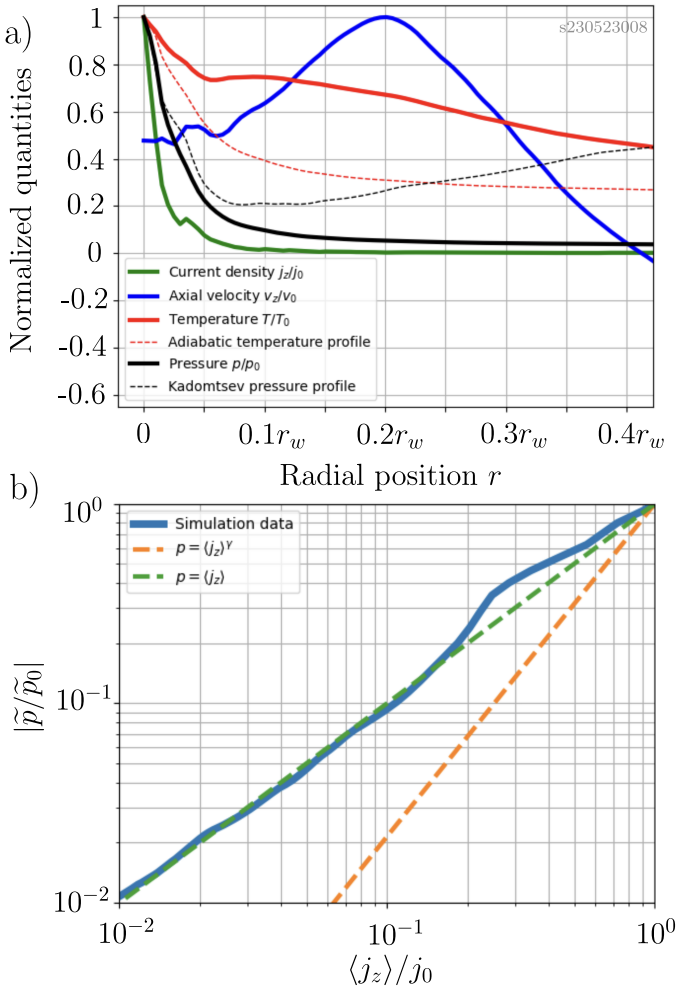 a)
s230523008
Normalized quantities
1
0.8
0.6
0.4
0.2
0
-0.2
-0.4
-0.6
Current density j_z/j_0
Axial velocity v_z/v_0
Temperature T/T_0
Adiabatic temperature profile
Pressure p/p_0
Kadomtsev pressure profile
0 0.1r_w 0.2r_w 0.3r_w 0.4r_w
Radial position r
b)
|p̃/p̃_0|
10^0
10^{-1}
10^{-2}
Simulation data
p = ⟨j_z⟩^γ
p = ⟨j_z⟩
10^{-2} 10^{-1} 10^0
⟨j_z⟩/j_0